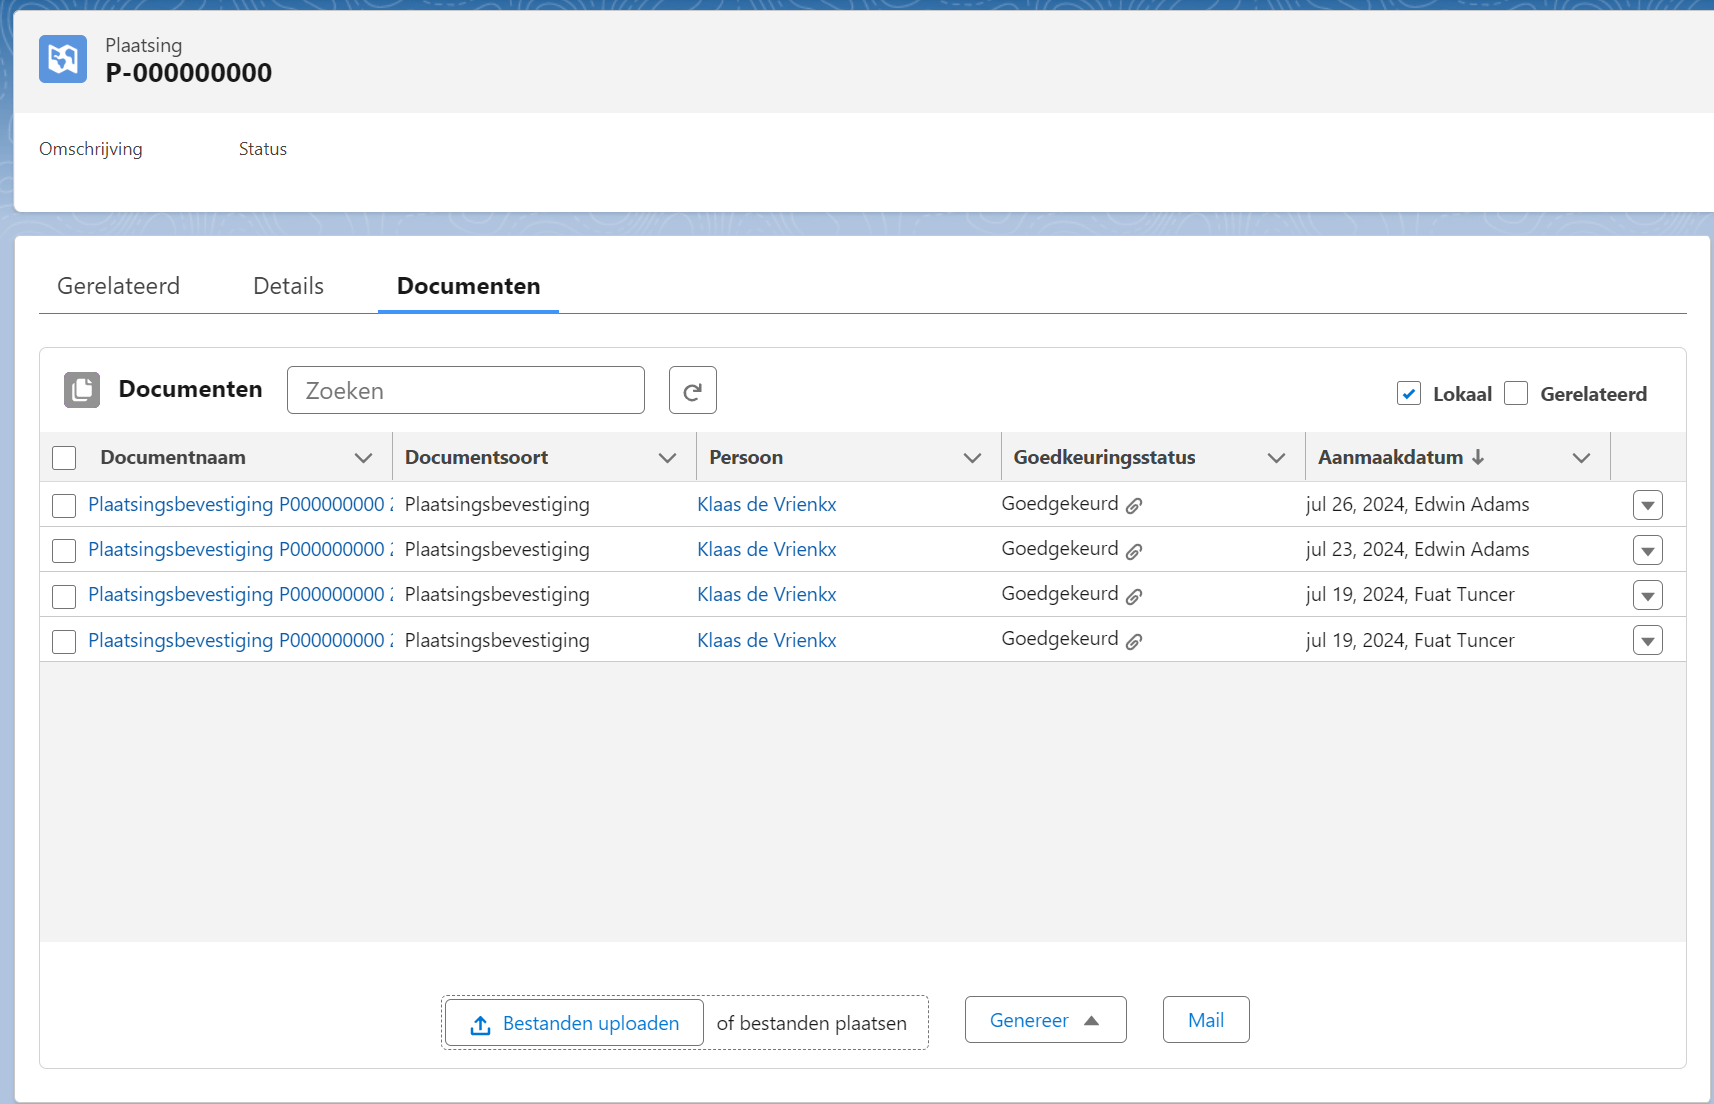 Plaatsing
P-000000000
Omschrijving Status
Gerelateerd Details Documenten
Documenten Zoeken Lokaal Gerelateerd
Documentnaam Documentsoort Persoon Goedkeuringsstatus Aanmaakdatum
Plaatsingsbevestiging P000000000 Plaatsingsbevestiging Klaas de Vrienkx Goedgekeurd jul 26, 2024, Edwin Adams
Plaatsingsbevestiging P000000000 Plaatsingsbevestiging Klaas de Vrienkx Goedgekeurd jul 23, 2024, Edwin Adams
Plaatsingsbevestiging P000000000 Plaatsingsbevestiging Klaas de Vrienkx Goedgekeurd jul 19, 2024, Fuat Tuncer
Plaatsingsbevestiging P000000000 Plaatsingsbevestiging Klaas de Vrienkx Goedgekeurd jul 19, 2024, Fuat Tuncer
Bestanden uploaden of bestanden plaatsen Genereer Mail